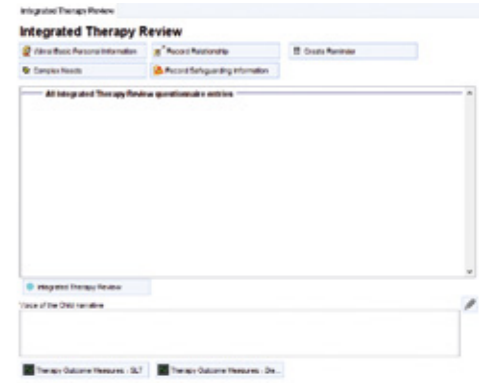 Integrated Therapy Review
Integrated Therapy Review
View Basic Personal Information
Record Relationship
Create Reminder
Complex Needs
Record Safeguarding Information
All Integrated Therapy Review questionnaire entries
Integrated Therapy Review
Voice of the Child narrative
Therapy Outcome Measures - SLT
Therapy Outcome Measures - Die...